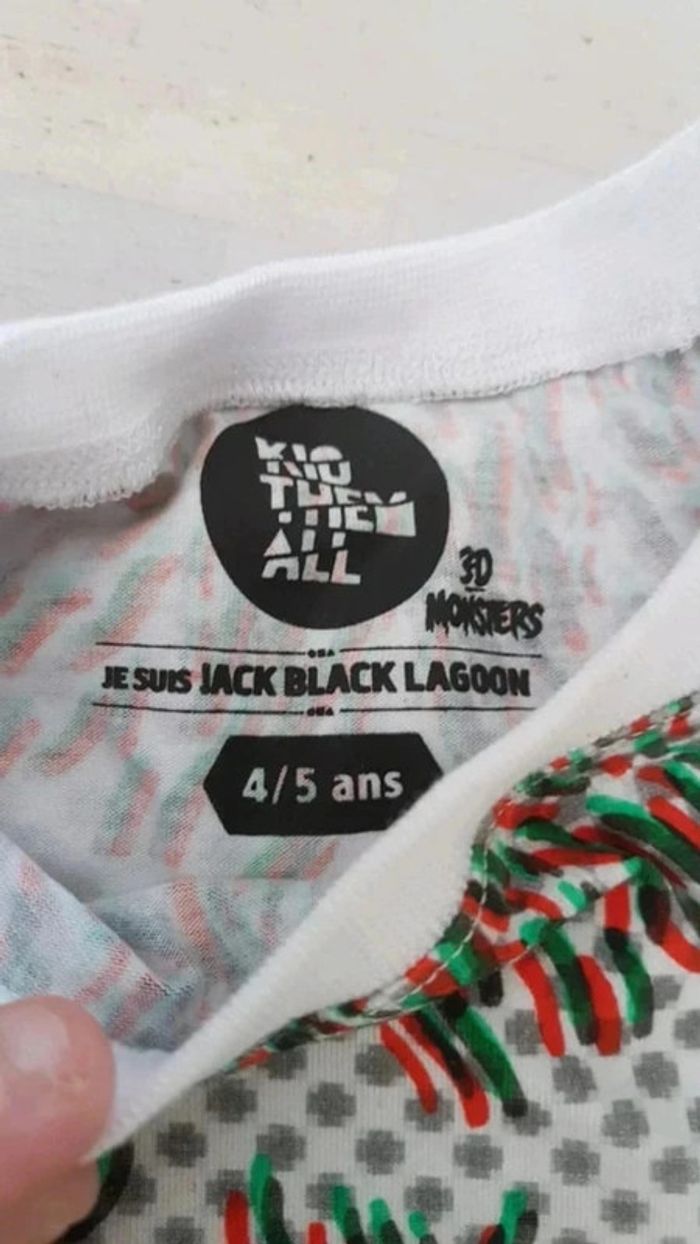 KID
THEM
ALL
3D
MONSTERS
JE SUIS JACK BLACK LAGOON
4/5 ans